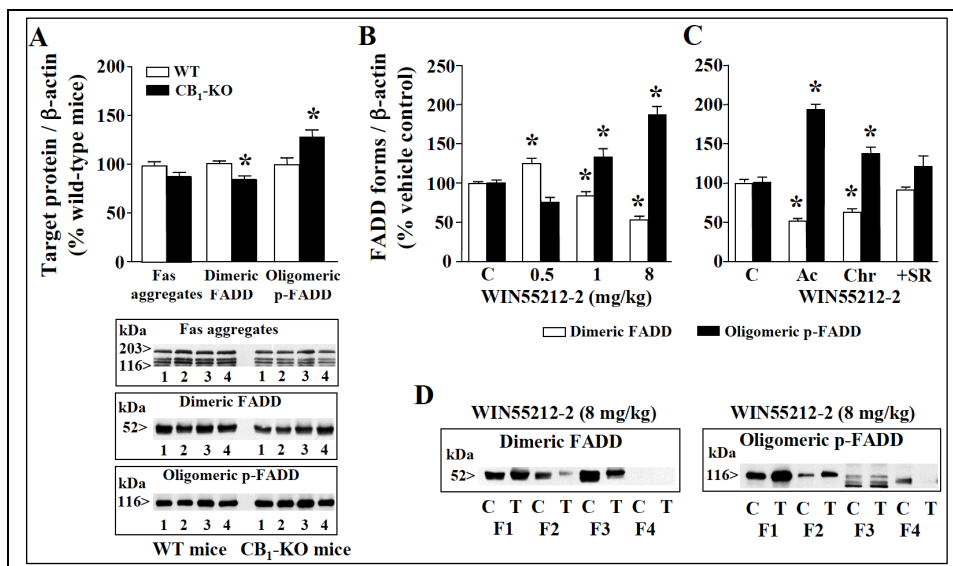 A
Target protein / β-actin
(% wild-type mice)
200
150
100
50
0
WT
CB1-KO
*
*
Fas
aggregates
Dimeric
FADD
Oligomeric
p-FADD
kDa
Fas aggregates
203>
116>
1 2 3 4 1 2 3 4
kDa
Dimeric FADD
52>
1 2 3 4 1 2 3 4
kDa
Oligomeric p-FADD
116>
1 2 3 4 1 2 3 4
WT mice CB1-KO mice
B
FADD forms / β-actin
(% vehicle control)
250
200
150
100
50
0
*
*
*
*
*
C 0.5 1 8
WIN55212-2 (mg/kg)
C
250
200
150
100
50
0
*
*
*
*
C Ac Chr +SR
WIN55212-2
Dimeric FADD
Oligomeric p-FADD
D
WIN55212-2 (8 mg/kg)
kDa
Dimeric FADD
52>
C T C T C T C T
F1 F2 F3 F4
WIN55212-2 (8 mg/kg)
kDa
Oligomeric p-FADD
116>
C T C T C T C T
F1 F2 F3 F4